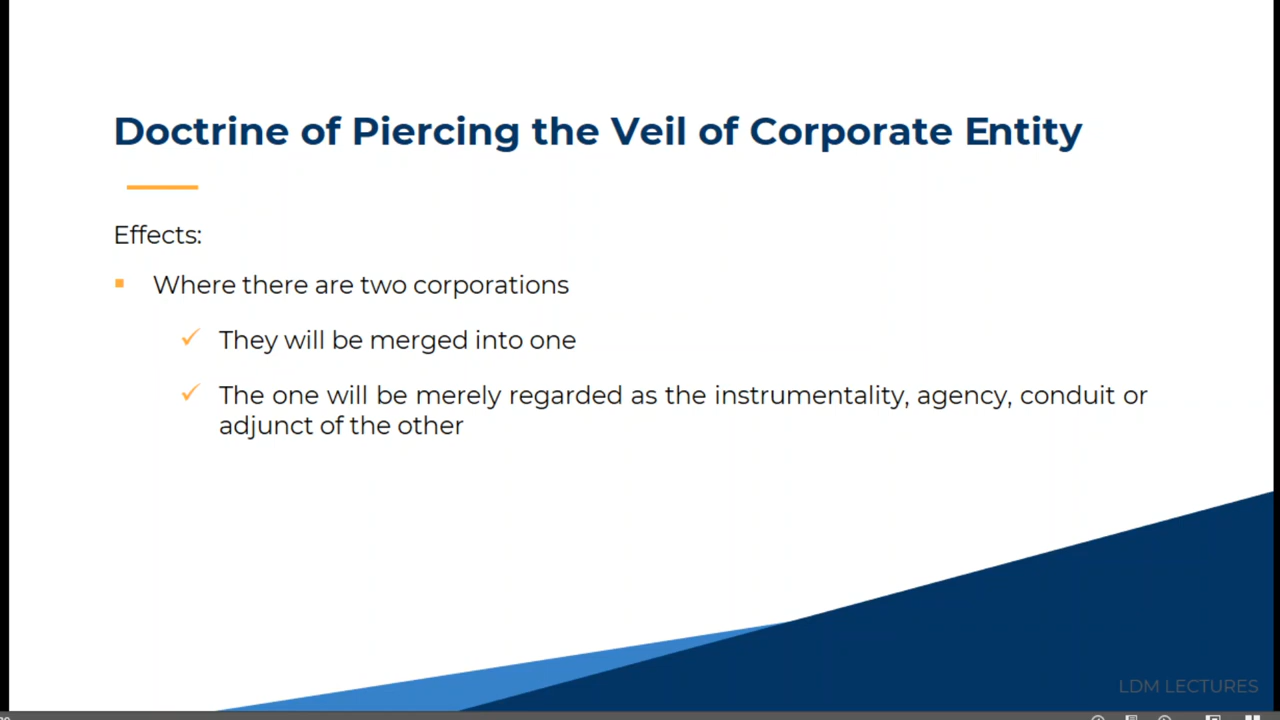 Doctrine of Piercing the Veil of Corporate Entity
Effects:
Where there are two corporations
They will be merged into one
The one will be merely regarded as the instrumentality, agency, conduit or
adjunct of the other
LDM LECTURES